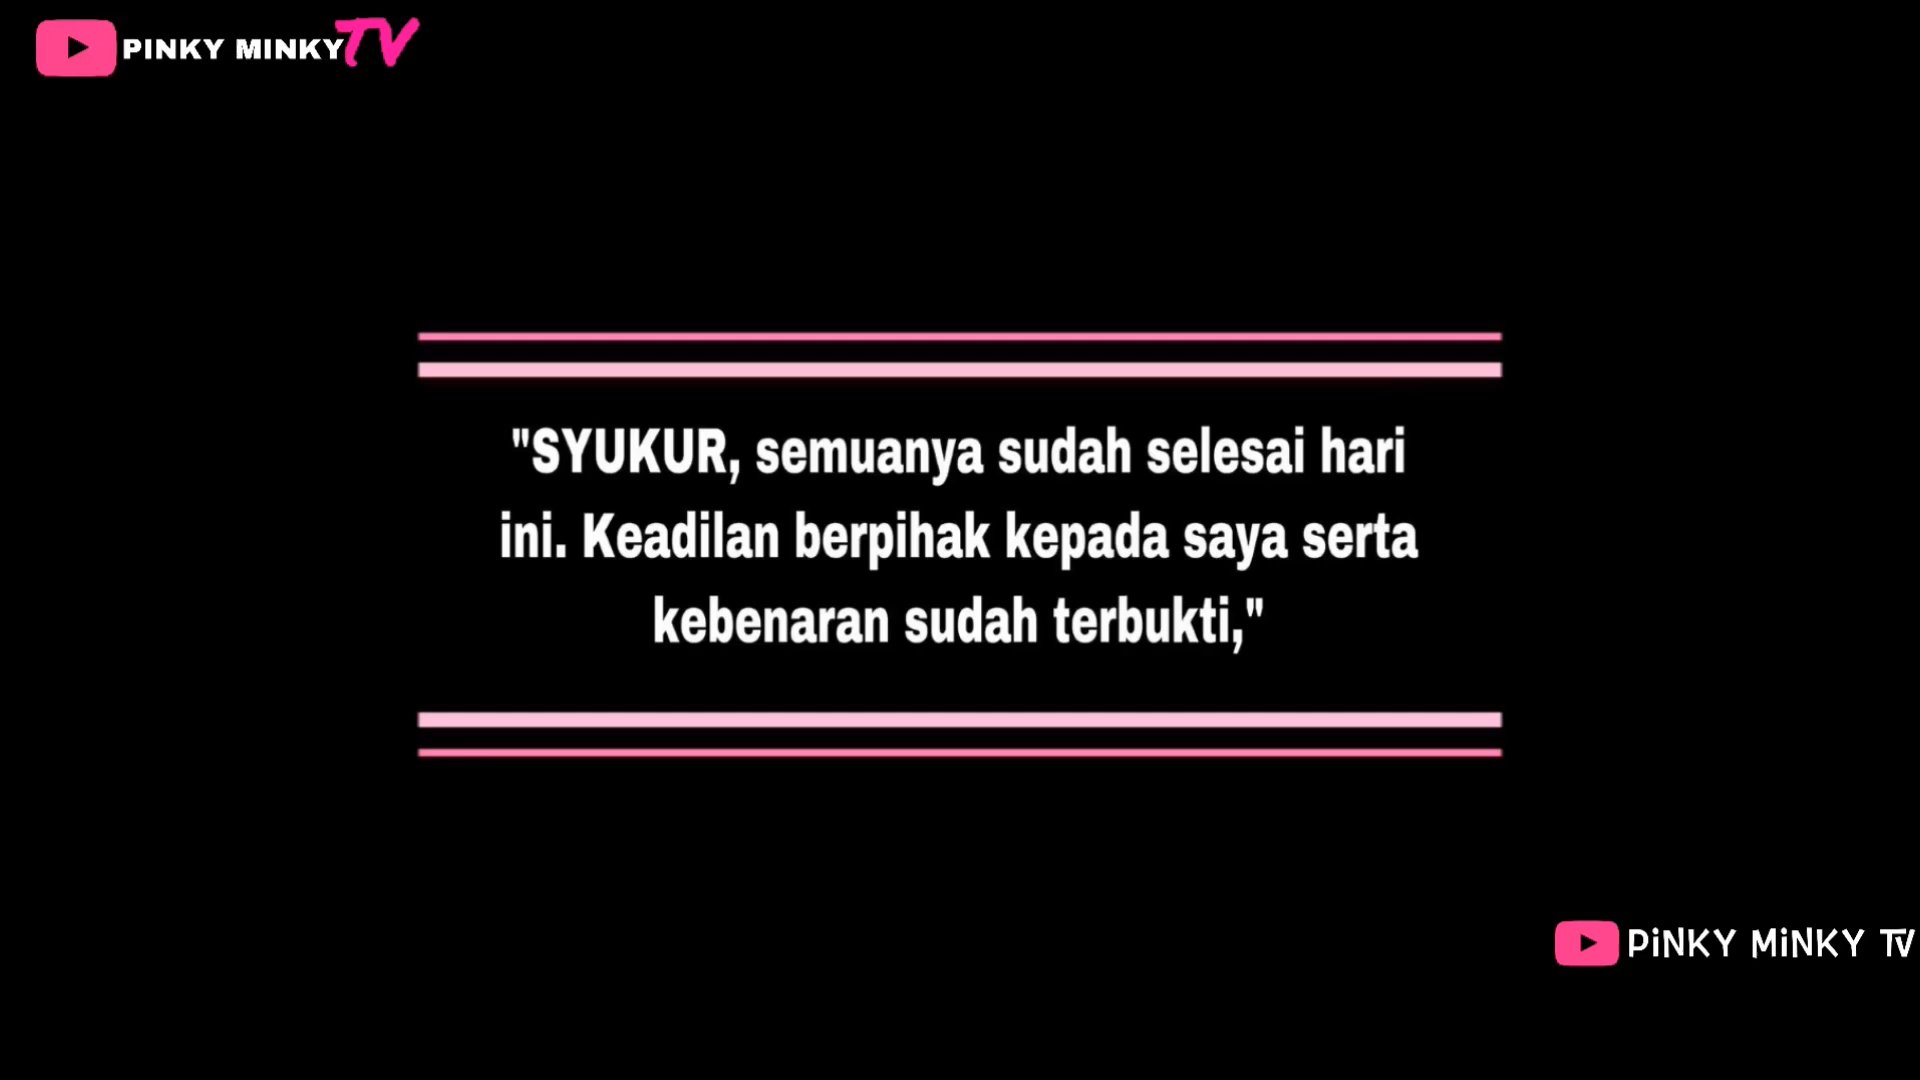 PINKY MINKY TV
"SYUKUR, semuanya sudah selesai hari
ini. Keadilan berpihak kepada saya serta
kebenaran sudah terbukti,"
PiNKY MiNKY TV